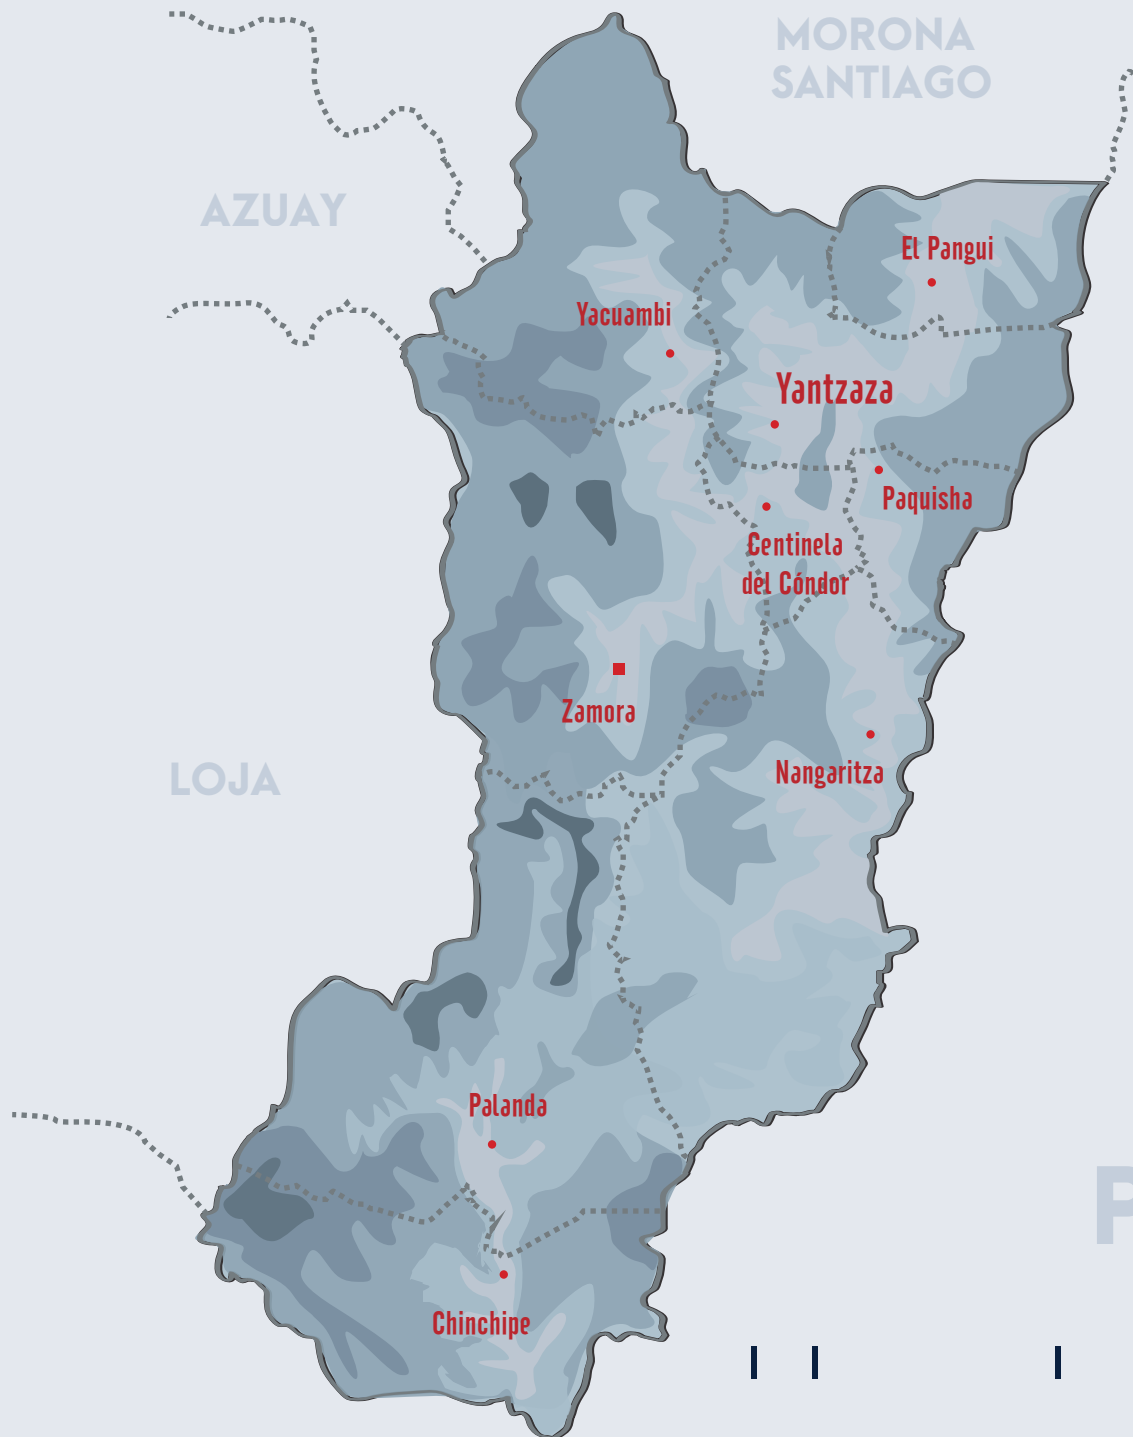 MORONA
SANTIAGO
AZUAY
El Pangui
Yacuambi
Yantzaza
Paquisha
Centinela
del Cóndor
Zamora
LOJA
Nangaritza
Palanda
P
Chinchipe